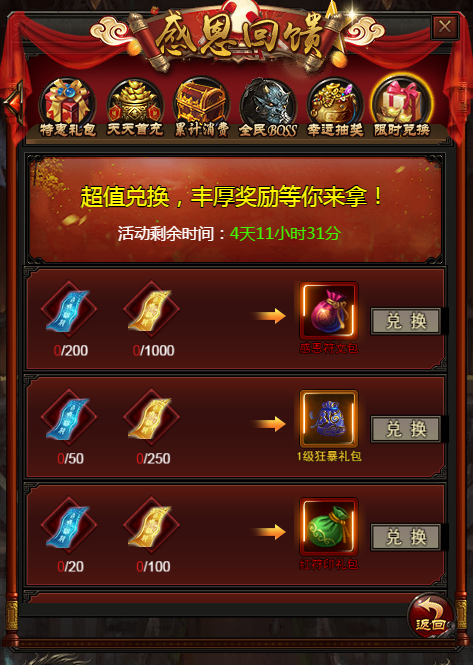 感恩回馈
特惠礼包 天天首充 累计消费 全民BOSS 幸运抽奖 限时兑换
超值兑换，丰厚奖励等你来拿！
活动剩余时间：4天11小时31分
0/200 0/1000 兑换
0/50 0/250 1级狂暴礼包 兑换
0/20 0/100 兑换
返回